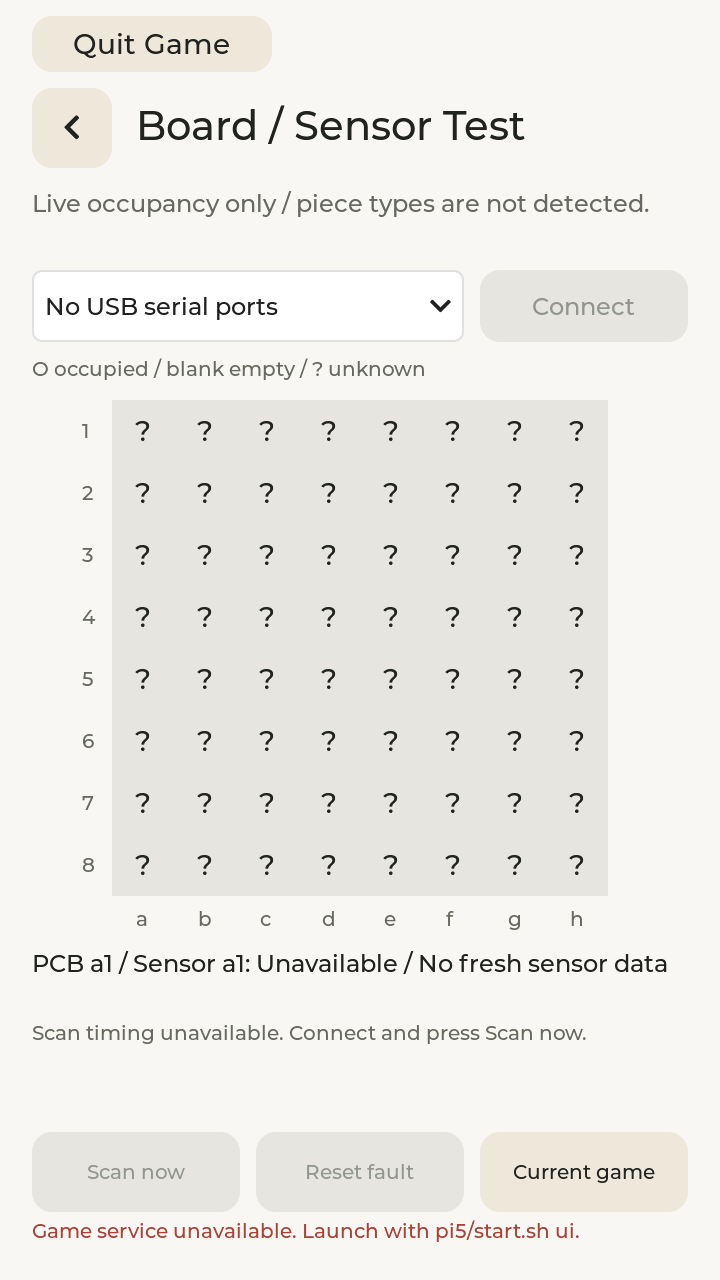 Quit Game
Board / Sensor Test
Live occupancy only / piece types are not detected.
No USB serial ports
Connect
O occupied / blank empty / ? unknown
1 ? ? ? ? ? ? ? ?
2 ? ? ? ? ? ? ? ?
3 ? ? ? ? ? ? ? ?
4 ? ? ? ? ? ? ? ?
5 ? ? ? ? ? ? ? ?
6 ? ? ? ? ? ? ? ?
7 ? ? ? ? ? ? ? ?
8 ? ? ? ? ? ? ? ?
a b c d e f g h
PCB a1 / Sensor a1: Unavailable / No fresh sensor data
Scan timing unavailable. Connect and press Scan now.
Scan now
Reset fault
Current game
Game service unavailable. Launch with pi5/start.sh ui.